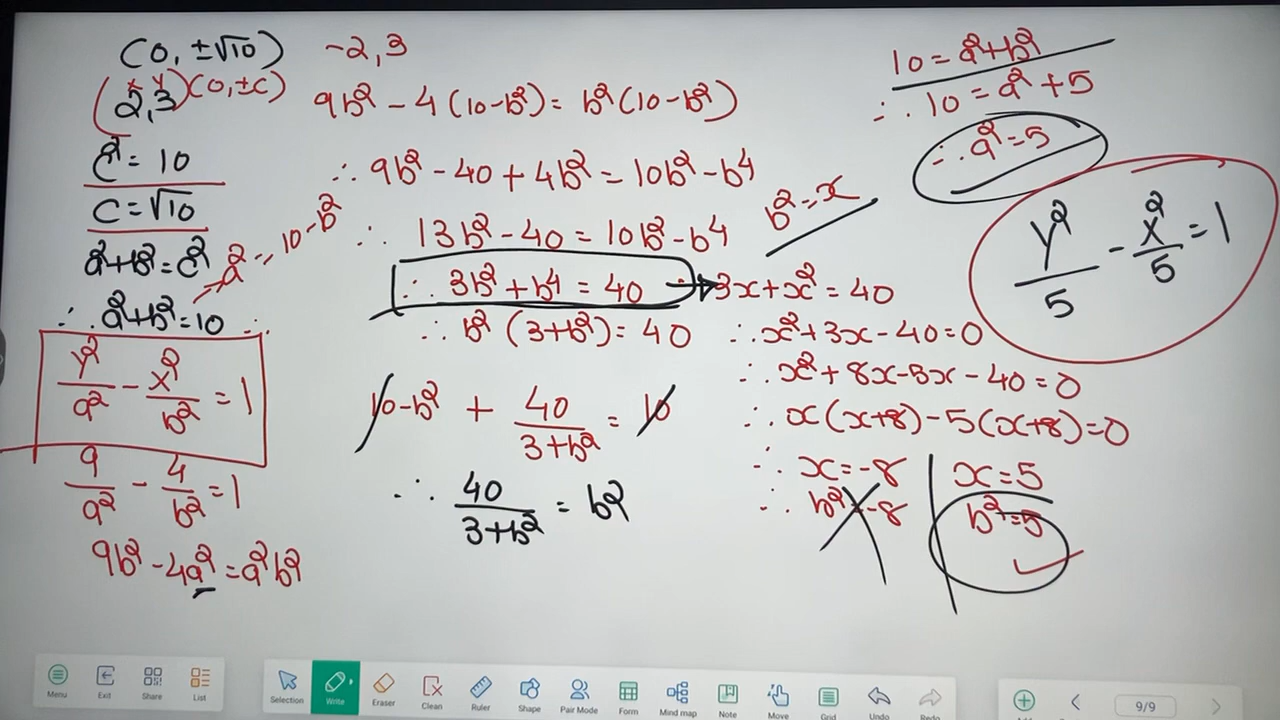 (0, ±√10)
x y
(2,3) (0,±c)
c² = 10
c = √10
a²+b² = c²
∴ a²+b² = 10 ∴
a² = 10-b²
y²/a² - x²/b² = 1
9/a² - 4/b² = 1
9b² - 4a² = a²b²
-2,3
9b² - 4(10-b²) = b²(10-b²)
∴ 9b² - 40 + 4b² = 10b² - b⁴
∴ 13b² - 40 = 10b² - b⁴
∴ 3b² + b⁴ = 40
∴ b² (3+b²) = 40
10-b² + 40/(3+b²) = 10
∴ 40/(3+b²) = b²
b² = x
3x+x² = 40
∴ x²+3x-40 = 0
∴ x²+8x-5x-40 = 0
∴ x(x+8)-5(x+8)=0
∴ x=-8
∴ b²=-8
x=5
b²=5
10 = a²+b²
∴ 10 = a²+5
∴ a²=5
y²/5 - x²/5 = 1
Menu Exit Share List
Selection Write Eraser Clean Ruler Shape Pair Mode Form Mind map Note Move Grid Undo Redo
9/9